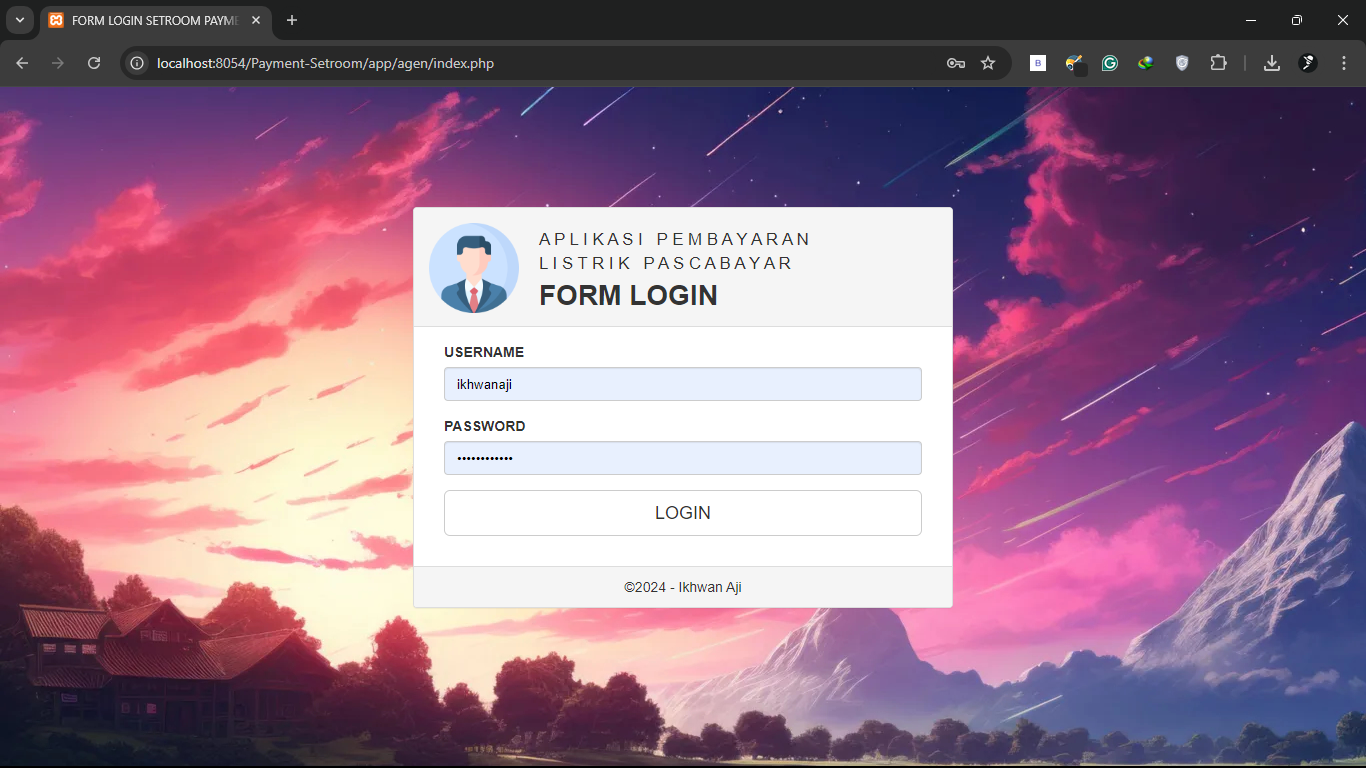 FORM LOGIN SETROOM PAYME
localhost:8054/Payment-Setroom/app/agen/index.php
APLIKASI PEMBAYARAN
LISTRIK PASCABAYAR
FORM LOGIN
USERNAME
ikhwanaji
PASSWORD
••••••••••••
LOGIN
©2024 - Ikhwan Aji